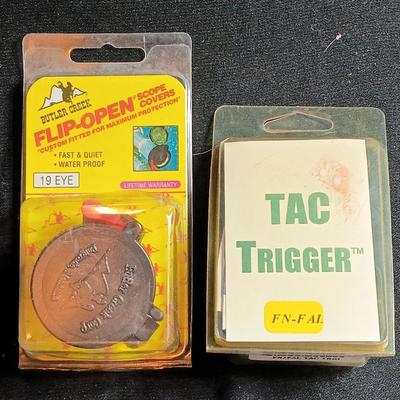 BUTLER CREEK
FLIP-OPEN™ SCOPE COVERS
"CUSTOM FITTED FOR MAXIMUM PROTECTION"
• FAST & QUIET
• WATER PROOF
19 EYE
LIFETIME WARRANTY
Butler Creek Corp
TAC
TRIGGER™
FN-FAL